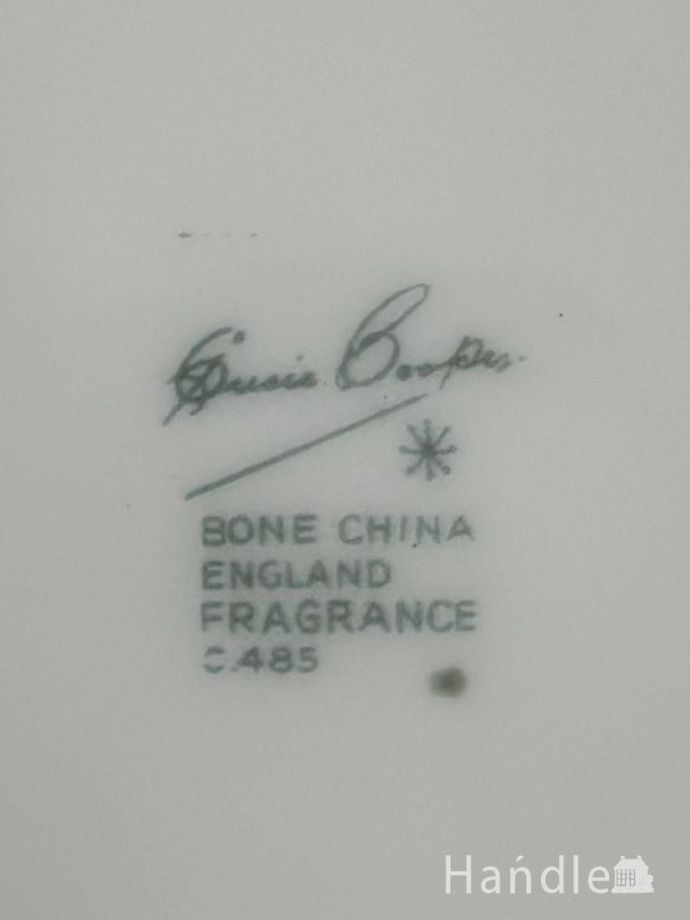 Susie Cooper.
BONE CHINA
ENGLAND
FRAGRANCE
C.485
Handle